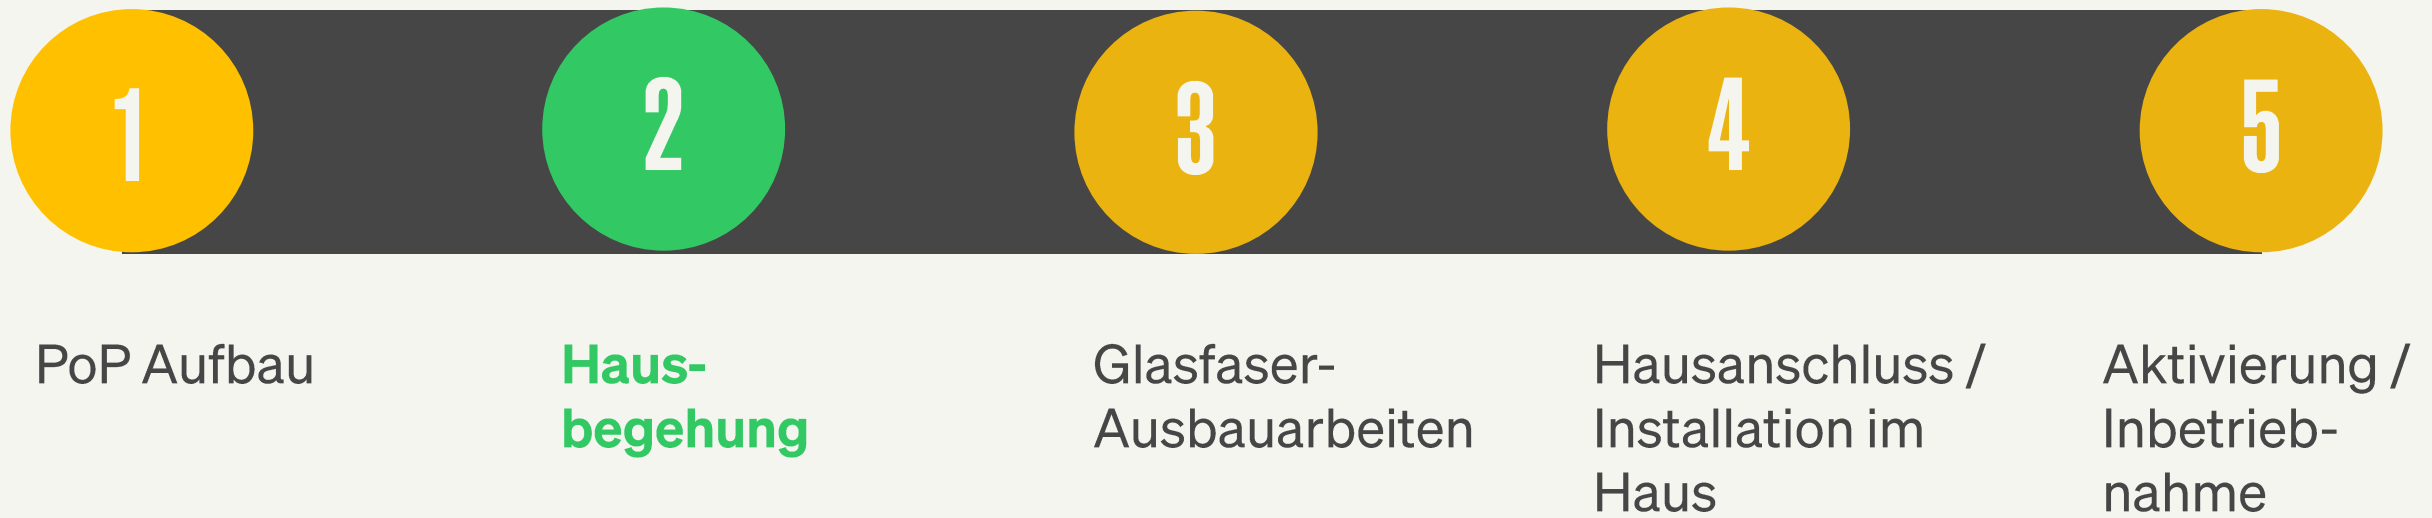 1
2
3
4
5
PoP Aufbau
Haus-
begehung
Glasfaser-
Ausbauarbeiten
Hausanschluss /
Installation im
Haus
Aktivierung /
Inbetrieb-
nahme